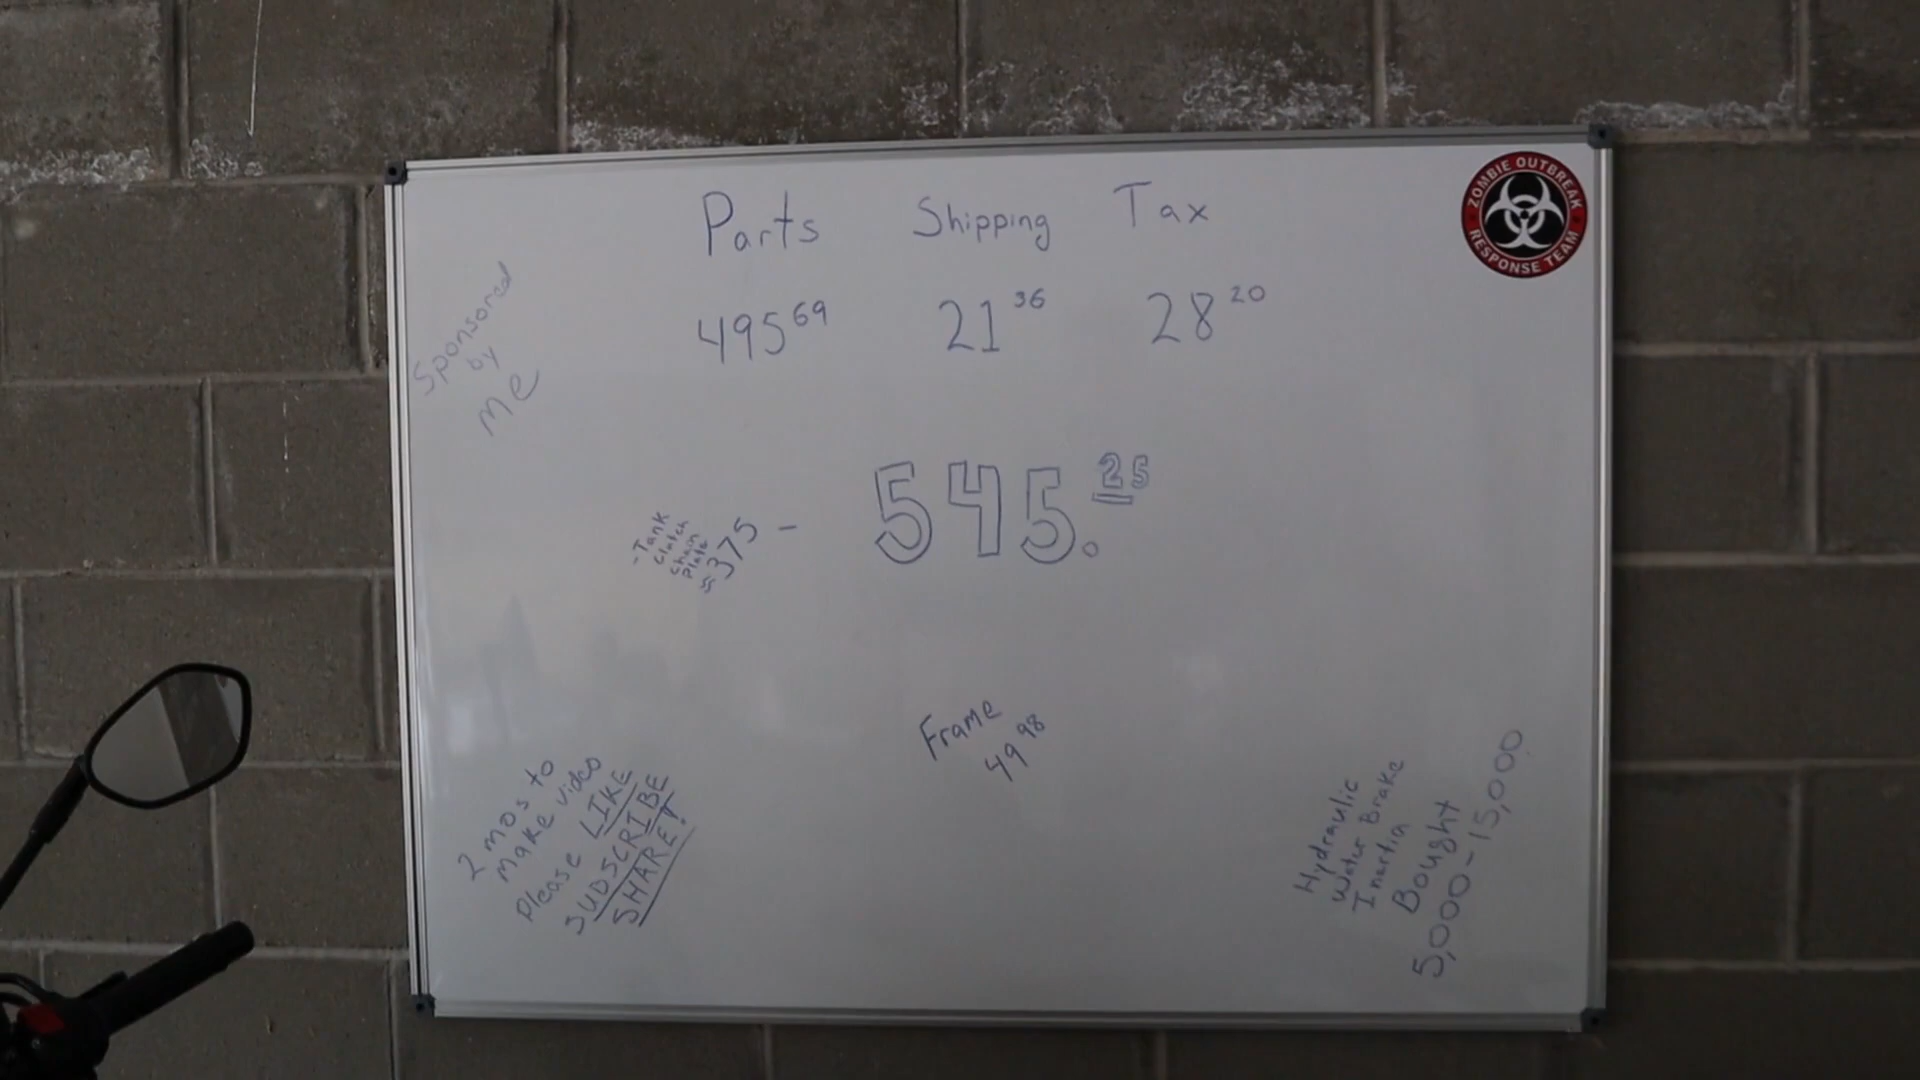 Parts Shipping Tax
495 69 21 36 28 20
ZOMBIE OUTBREAK
RESPONSE TEAM
Sponsored
by
me
545. 25
- Tank
Clutch
Chain
Plate
≈ 375 -
Frame
49 98
2 mos to
make video
please LIKE
SUBSCRIBE
SHARE!
Hydraulic
Water Brake
Inertia
Bought
5,000-15,000